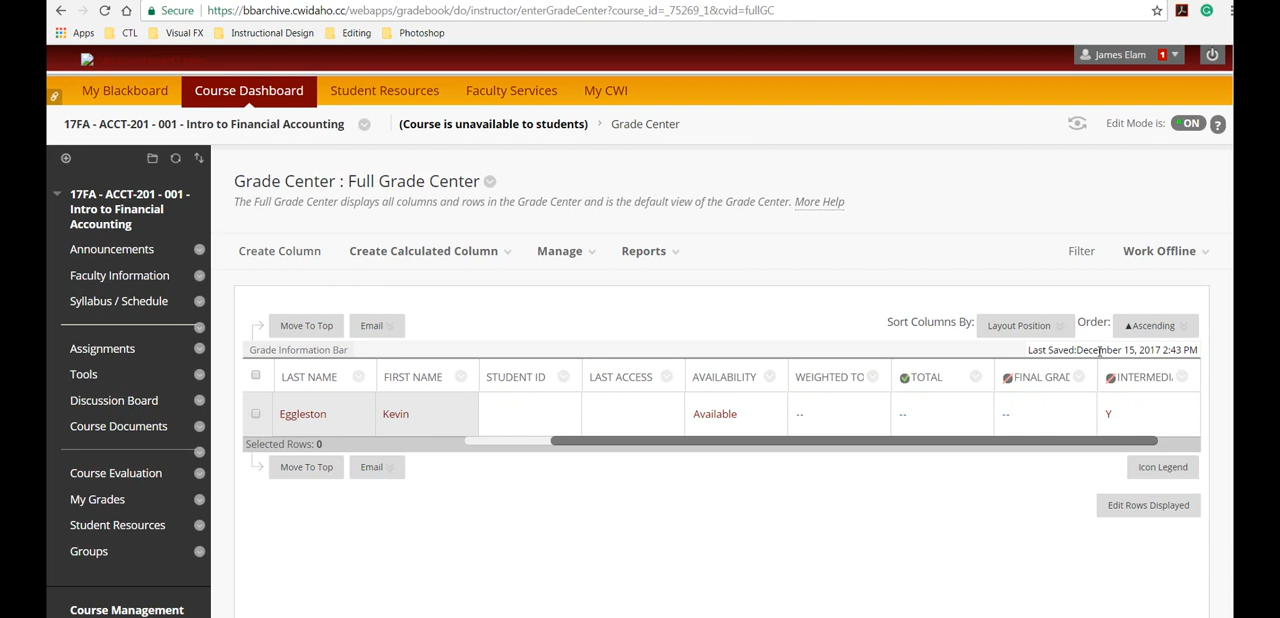 Secure https://bbarchive.cwidaho.cc/webapps/gradebook/do/instructor/enterGradeCenter?course_id=_75269_1&cvid=fullGC
Apps CTL Visual FX Instructional Design Editing Photoshop
James Elam 1
My Blackboard Course Dashboard Student Resources Faculty Services My CWI
17FA - ACCT-201 - 001 - Intro to Financial Accounting (Course is unavailable to students) > Grade Center Edit Mode is: ON ?
17FA - ACCT-201 - 001 -
Intro to Financial
Accounting
Announcements
Faculty Information
Syllabus / Schedule
Assignments
Tools
Discussion Board
Course Documents
Course Evaluation
My Grades
Student Resources
Groups
Course Management
Grade Center : Full Grade Center
The Full Grade Center displays all columns and rows in the Grade Center and is the default view of the Grade Center. More Help
Create Column Create Calculated Column Manage Reports Filter Work Offline
Move To Top Email Sort Columns By: Layout Position Order: ▲Ascending
Grade Information Bar Last Saved:December 15, 2017 2:43 PM
LAST NAME FIRST NAME STUDENT ID LAST ACCESS AVAILABILITY WEIGHTED TO TOTAL FINAL GRAD INTERMEDI
Eggleston Kevin Available -- -- -- Y
Selected Rows: 0
Move To Top Email Icon Legend
Edit Rows Displayed